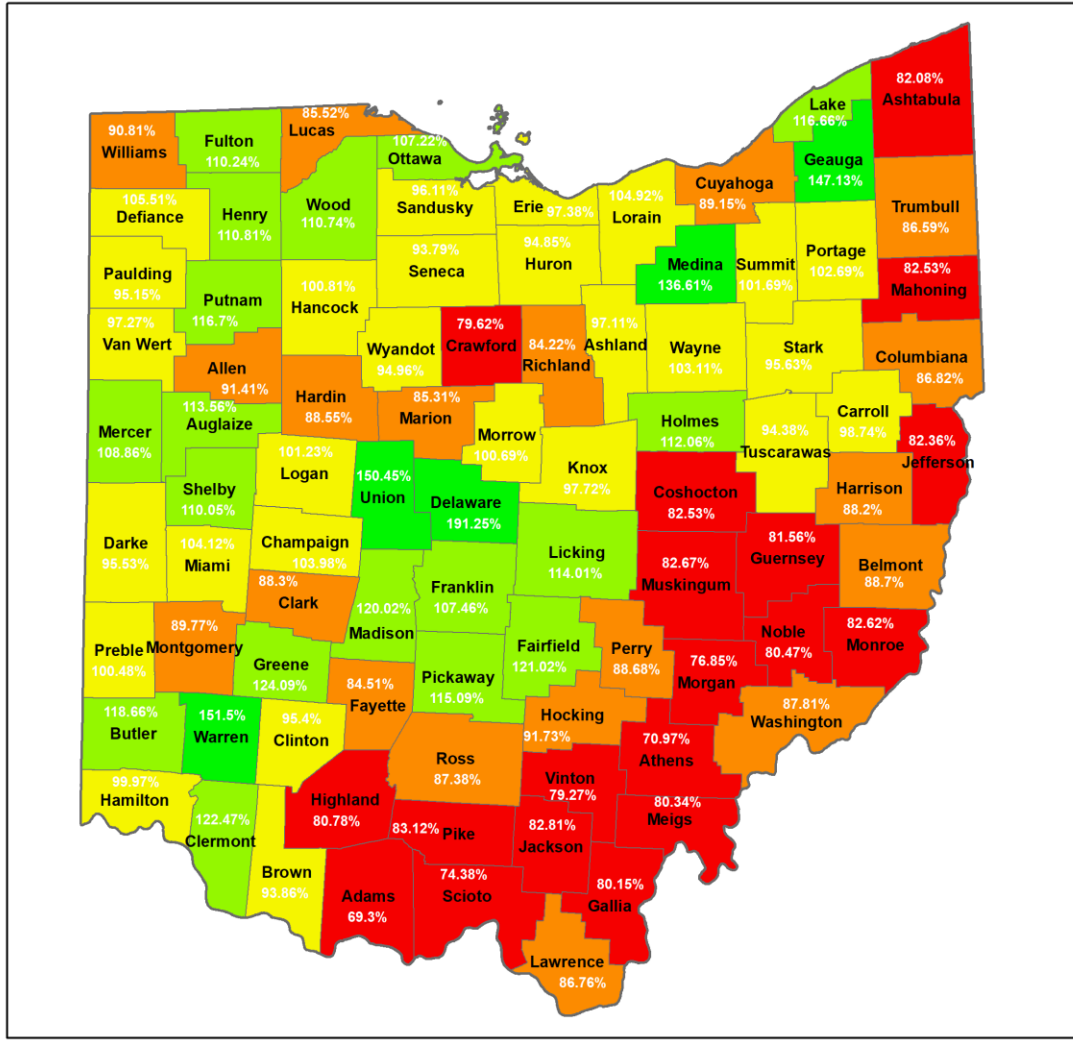 82.08%
Ashtabula
Lake
116.66%
85.52%
Lucas
90.81%
Williams
Fulton
110.24%
107.22%
Ottawa
Geauga
147.13%
Cuyahoga
89.15%
105.51%
Defiance
Henry
110.81%
Wood
110.74%
96.11%
Sandusky
Erie 97.38%
104.92%
Lorain
Trumbull
86.59%
93.79%
Seneca
94.85%
Huron
Medina
136.61%
Summit
101.69%
Portage
102.69%
82.53%
Mahoning
Paulding
95.15%
Putnam
116.7%
100.81%
Hancock
97.27%
Van Wert
Wyandot
94.96%
79.62%
Crawford
84.22%
Richland
97.11%
Ashland
Wayne
103.11%
Stark
95.63%
Columbiana
86.82%
Allen
91.41%
Hardin
88.55%
85.31%
Marion
Mercer
108.86%
113.56%
Auglaize
Morrow
100.69%
Holmes
112.06%
94.38%
Tuscarawas
Carroll
98.74%
82.36%
Jefferson
101.23%
Logan
150.45%
Union
Delaware
191.25%
Knox
97.72%
Coshocton
82.53%
Harrison
88.2%
Shelby
110.05%
Darke
95.53%
104.12%
Miami
Champaign
103.98%
Licking
114.01%
82.67%
Muskingum
81.56%
Guernsey
Belmont
88.7%
88.3%
Clark
120.02%
Madison
Franklin
107.46%
Preble
100.48%
89.77%
Montgomery
Greene
124.09%
Fairfield
121.02%
Perry
88.68%
Noble
80.47%
82.62%
Monroe
84.51%
Fayette
Pickaway
115.09%
76.85%
Morgan
87.81%
Washington
118.66%
Butler
151.5%
Warren
95.4%
Clinton
Hocking
91.73%
70.97%
Athens
Ross
87.38%
Vinton
79.27%
99.97%
Hamilton
122.47%
Clermont
Highland
80.78%
83.12% Pike
82.81%
Jackson
80.34%
Meigs
Brown
93.86%
Adams
69.3%
74.38%
Scioto
80.15%
Gallia
Lawrence
86.76%